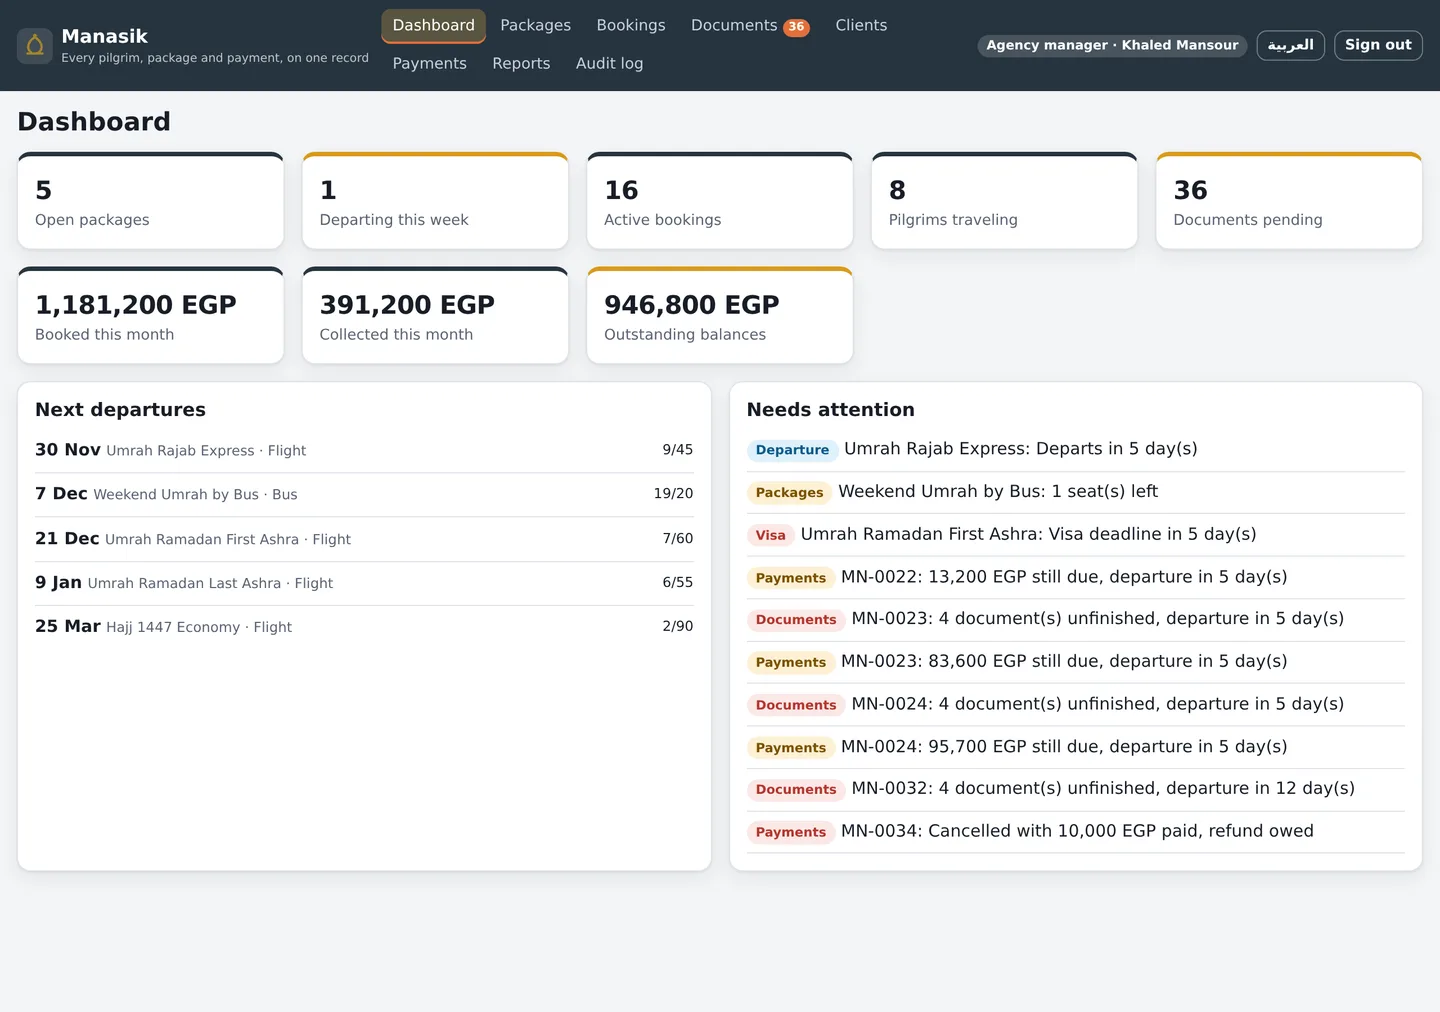 Manasik
Every pilgrim, package and payment, on one record
Dashboard Packages Bookings Documents 36 Clients
Payments Reports Audit log
Agency manager · Khaled Mansour العربية Sign out
Dashboard
5
Open packages
1
Departing this week
16
Active bookings
8
Pilgrims traveling
36
Documents pending
1,181,200 EGP
Booked this month
391,200 EGP
Collected this month
946,800 EGP
Outstanding balances
Next departures
30 Nov Umrah Rajab Express · Flight 9/45
7 Dec Weekend Umrah by Bus · Bus 19/20
21 Dec Umrah Ramadan First Ashra · Flight 7/60
9 Jan Umrah Ramadan Last Ashra · Flight 6/55
25 Mar Hajj 1447 Economy · Flight 2/90
Needs attention
Departure Umrah Rajab Express: Departs in 5 day(s)
Packages Weekend Umrah by Bus: 1 seat(s) left
Visa Umrah Ramadan First Ashra: Visa deadline in 5 day(s)
Payments MN-0022: 13,200 EGP still due, departure in 5 day(s)
Documents MN-0023: 4 document(s) unfinished, departure in 5 day(s)
Payments MN-0023: 83,600 EGP still due, departure in 5 day(s)
Documents MN-0024: 4 document(s) unfinished, departure in 5 day(s)
Payments MN-0024: 95,700 EGP still due, departure in 5 day(s)
Documents MN-0032: 4 document(s) unfinished, departure in 12 day(s)
Payments MN-0034: Cancelled with 10,000 EGP paid, refund owed